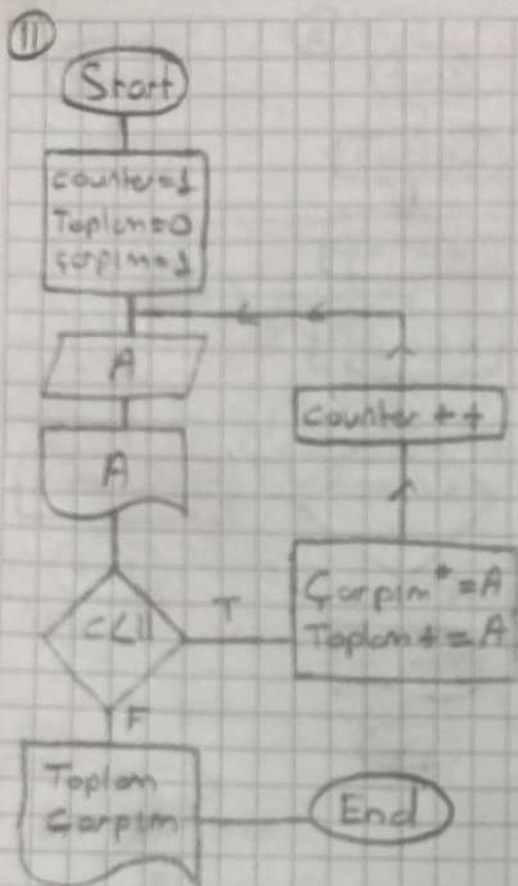 11
Start
counter=1
Toplam=0
Çarpım=1
A
counter ++
A
C<11
T
Çarpım*=A
Toplam+=A
F
Toplam
Çarpım
End